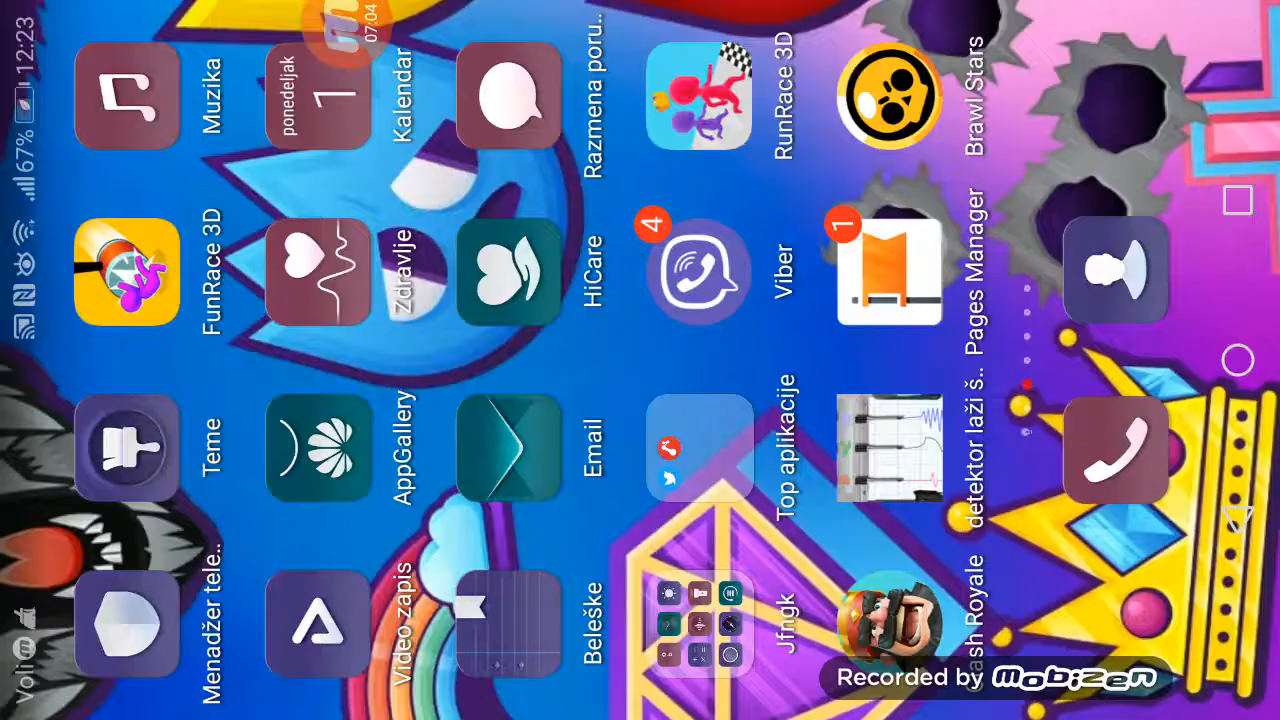 Voli
67% 12:23
07:04
Menadžer tele..
Teme
FunRace 3D
Muzika
Video zapis
AppGallery
Zdravlje
ponedeljak
1
Kalendar
Beleške
Email
HiCare
Razmena poru..
Jfngk
Top aplikacije
4
Viber
RunRace 3D
ash Royale
detektor laži š..
1
Pages Manager
Brawl Stars
Recorded by mobizen